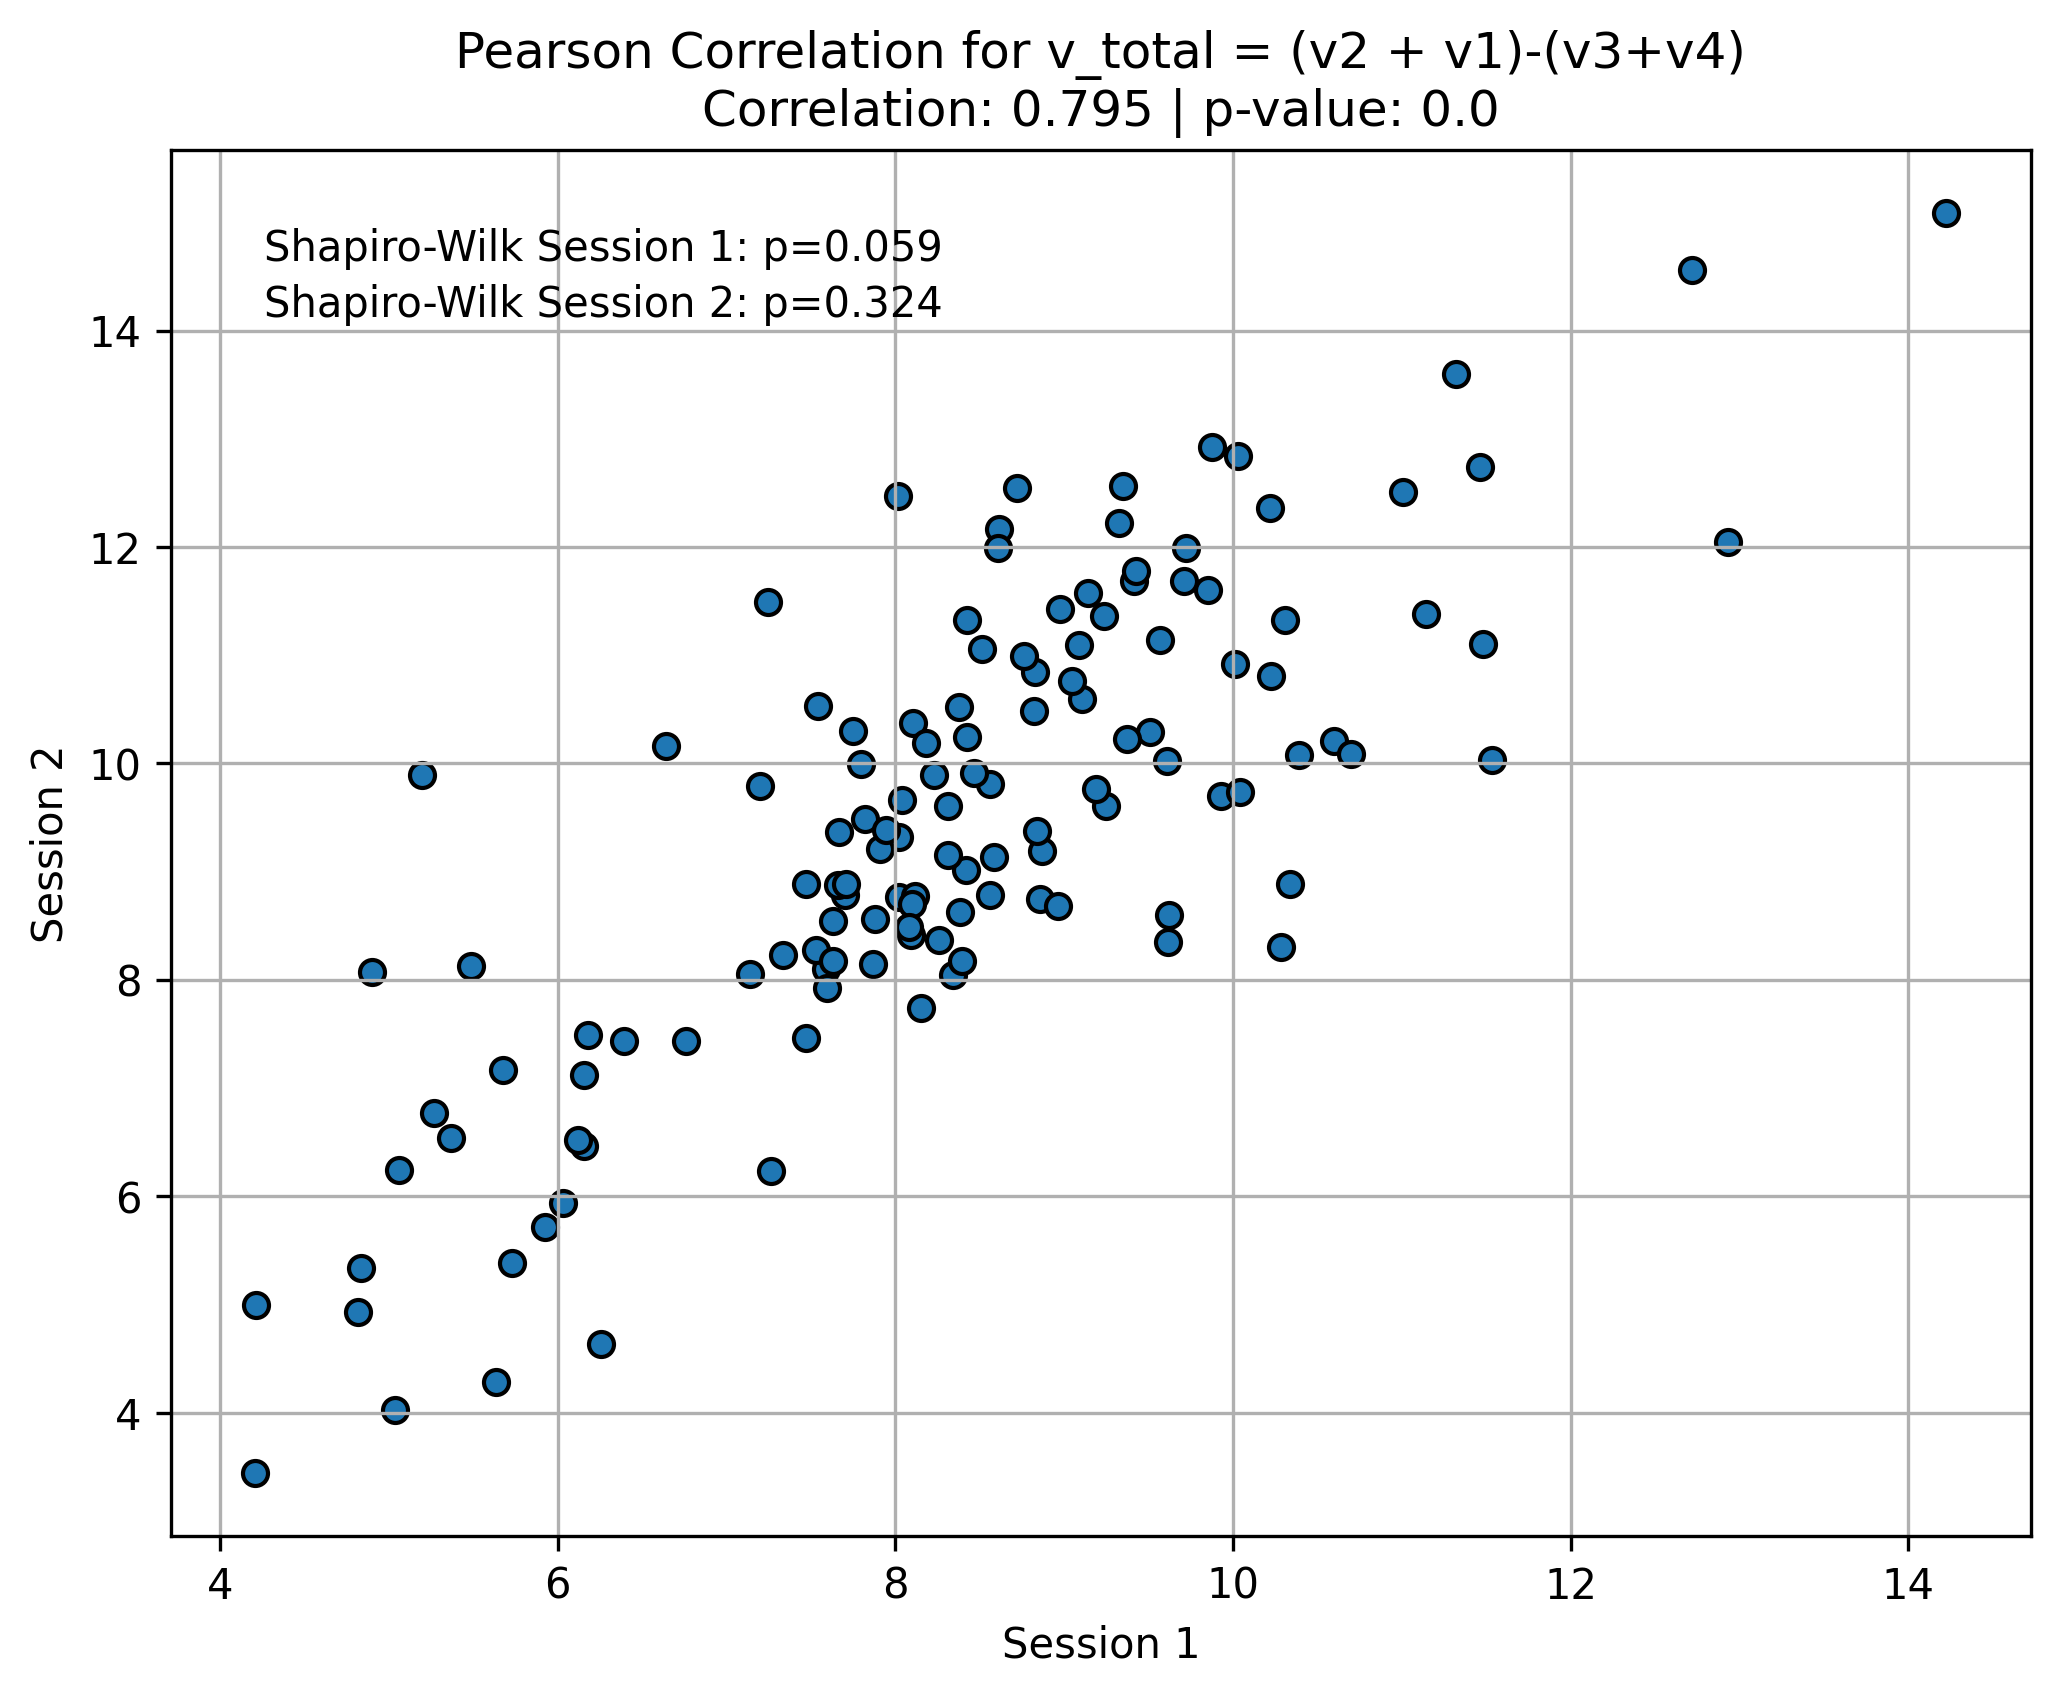 Pearson Correlation for v_total = (v2 + v1)-(v3+v4)
Correlation: 0.795 | p-value: 0.0
Shapiro-Wilk Session 1: p=0.059
Shapiro-Wilk Session 2: p=0.324
14
12
10
8
6
4
Session 2
4 6 8 10 12 14
Session 1